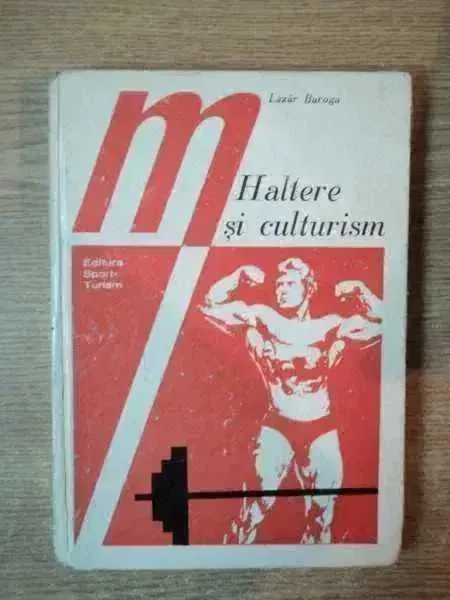 m
Lazăr Baroga
Haltere
și culturism
Editura
Sport-
Turism